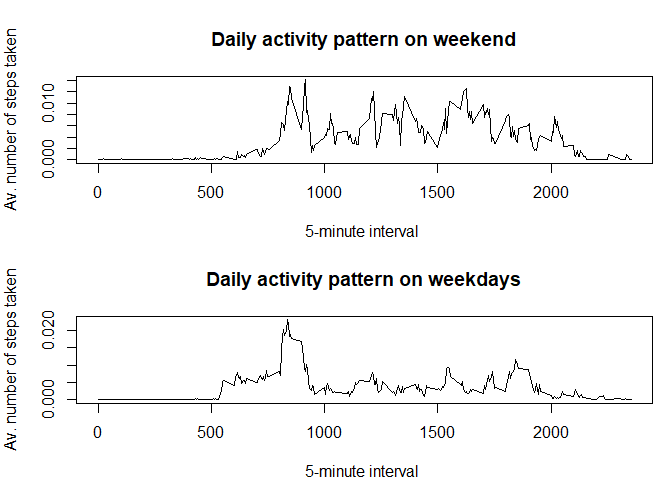 Daily activity pattern on weekend
Av. number of steps taken
0.010
0.000
0 500 1000 1500 2000
5-minute interval
Daily activity pattern on weekdays
Av. number of steps taken
0.020
0.000
0 500 1000 1500 2000
5-minute interval